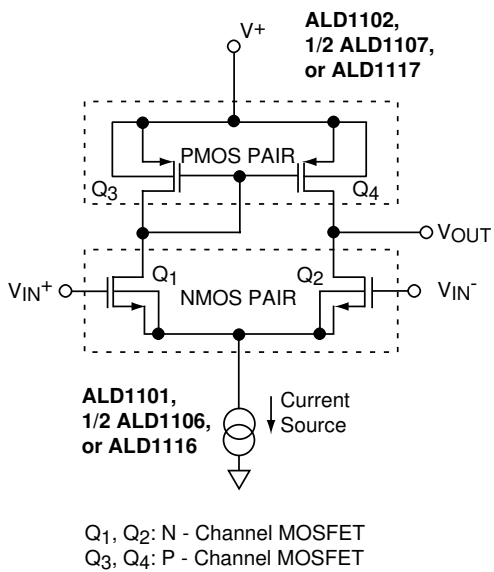 V+
ALD1102,
1/2 ALD1107,
or ALD1117
PMOS PAIR
Q3
Q4
VOUT
VIN+
Q1
NMOS PAIR
Q2
VIN-
ALD1101,
1/2 ALD1106,
or ALD1116
Current
Source
Q1, Q2: N - Channel MOSFET
Q3, Q4: P - Channel MOSFET